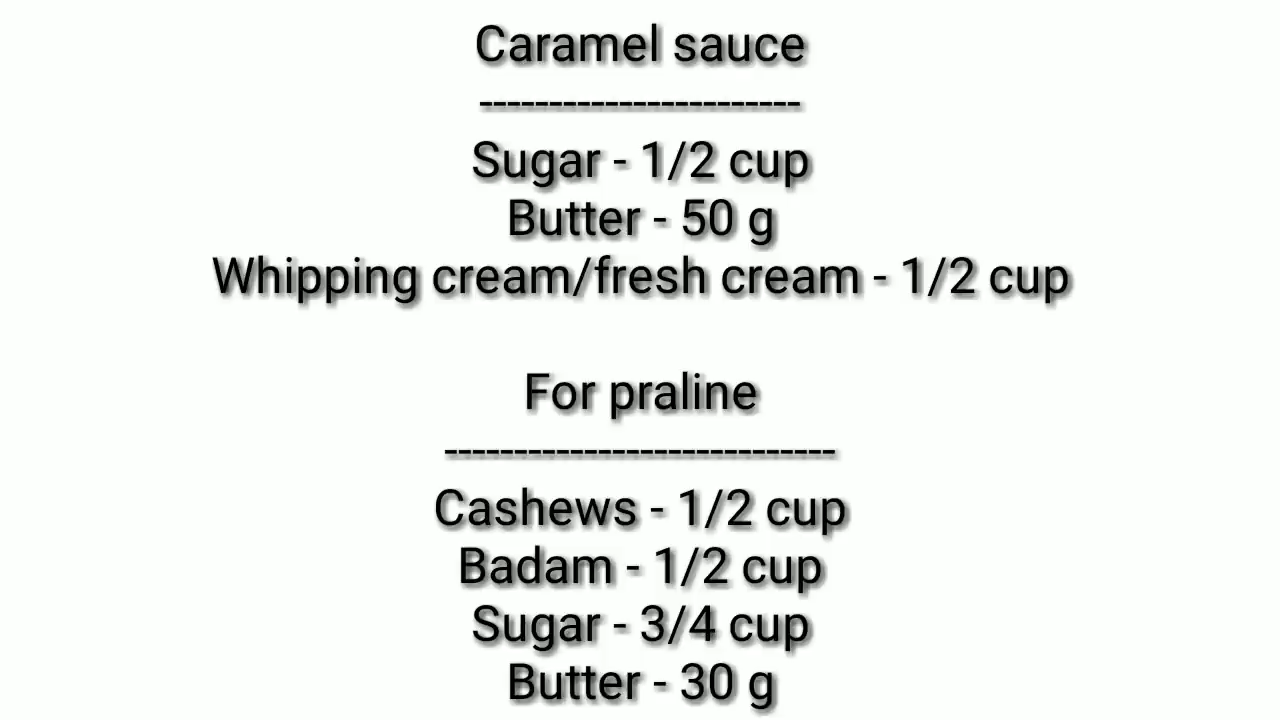 Caramel sauce
-----------------------
Sugar - 1/2 cup
Butter - 50 g
Whipping cream/fresh cream - 1/2 cup
For praline
----------------------------
Cashews - 1/2 cup
Badam - 1/2 cup
Sugar - 3/4 cup
Butter - 30 g